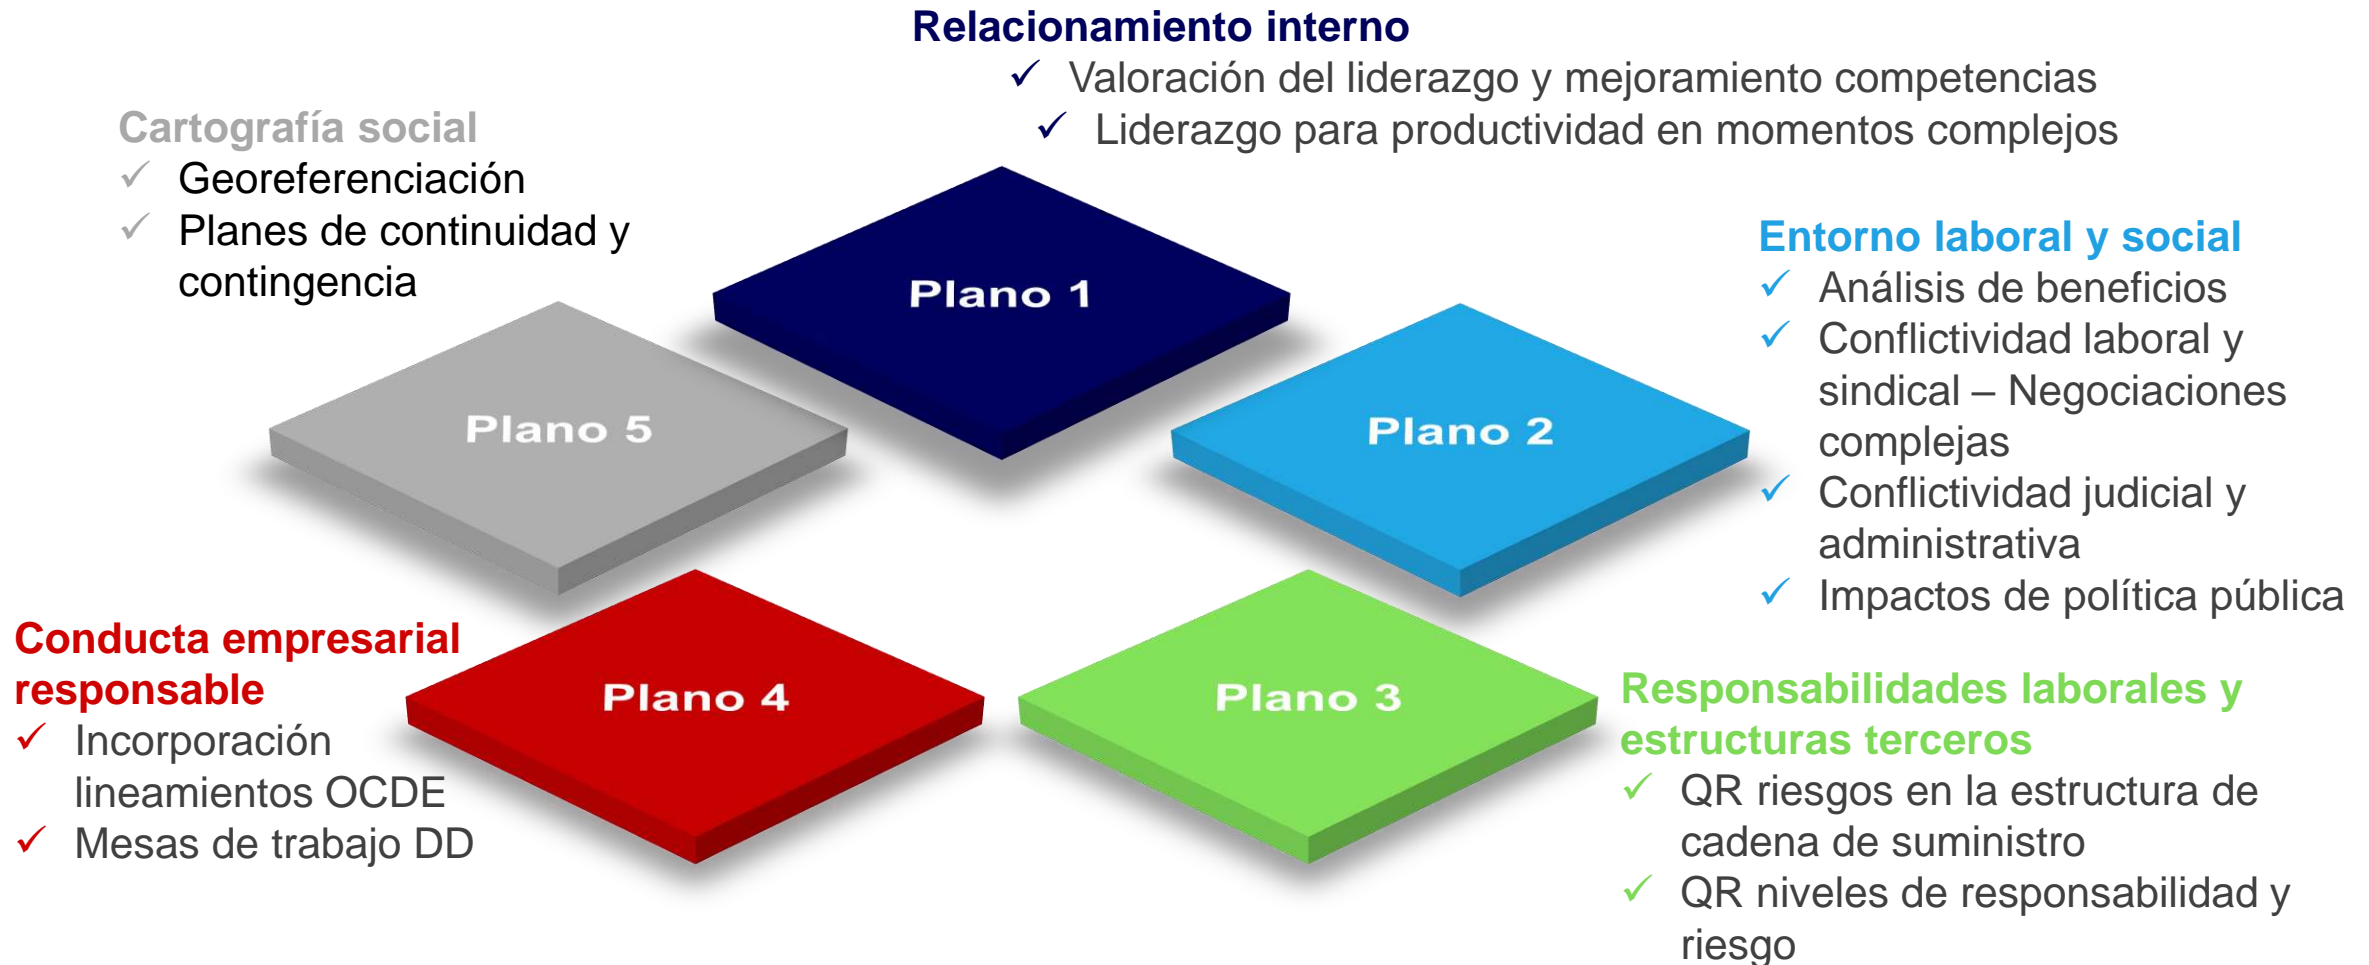 Relacionamiento interno
✓ Valoración del liderazgo y mejoramiento competencias
✓ Liderazgo para productividad en momentos complejos
Cartografía social
✓ Georeferenciación
✓ Planes de continuidad y
contingencia
Entorno laboral y social
✓ Análisis de beneficios
✓ Conflictividad laboral y
sindical – Negociaciones
complejas
✓ Conflictividad judicial y
administrativa
✓ Impactos de política pública
Plano 1
Plano 5
Plano 2
Conducta empresarial
responsable
✓ Incorporación
lineamientos OCDE
✓ Mesas de trabajo DD
Plano 4
Plano 3
Responsabilidades laborales y
estructuras terceros
✓ QR riesgos en la estructura de
cadena de suministro
✓ QR niveles de responsabilidad y
riesgo